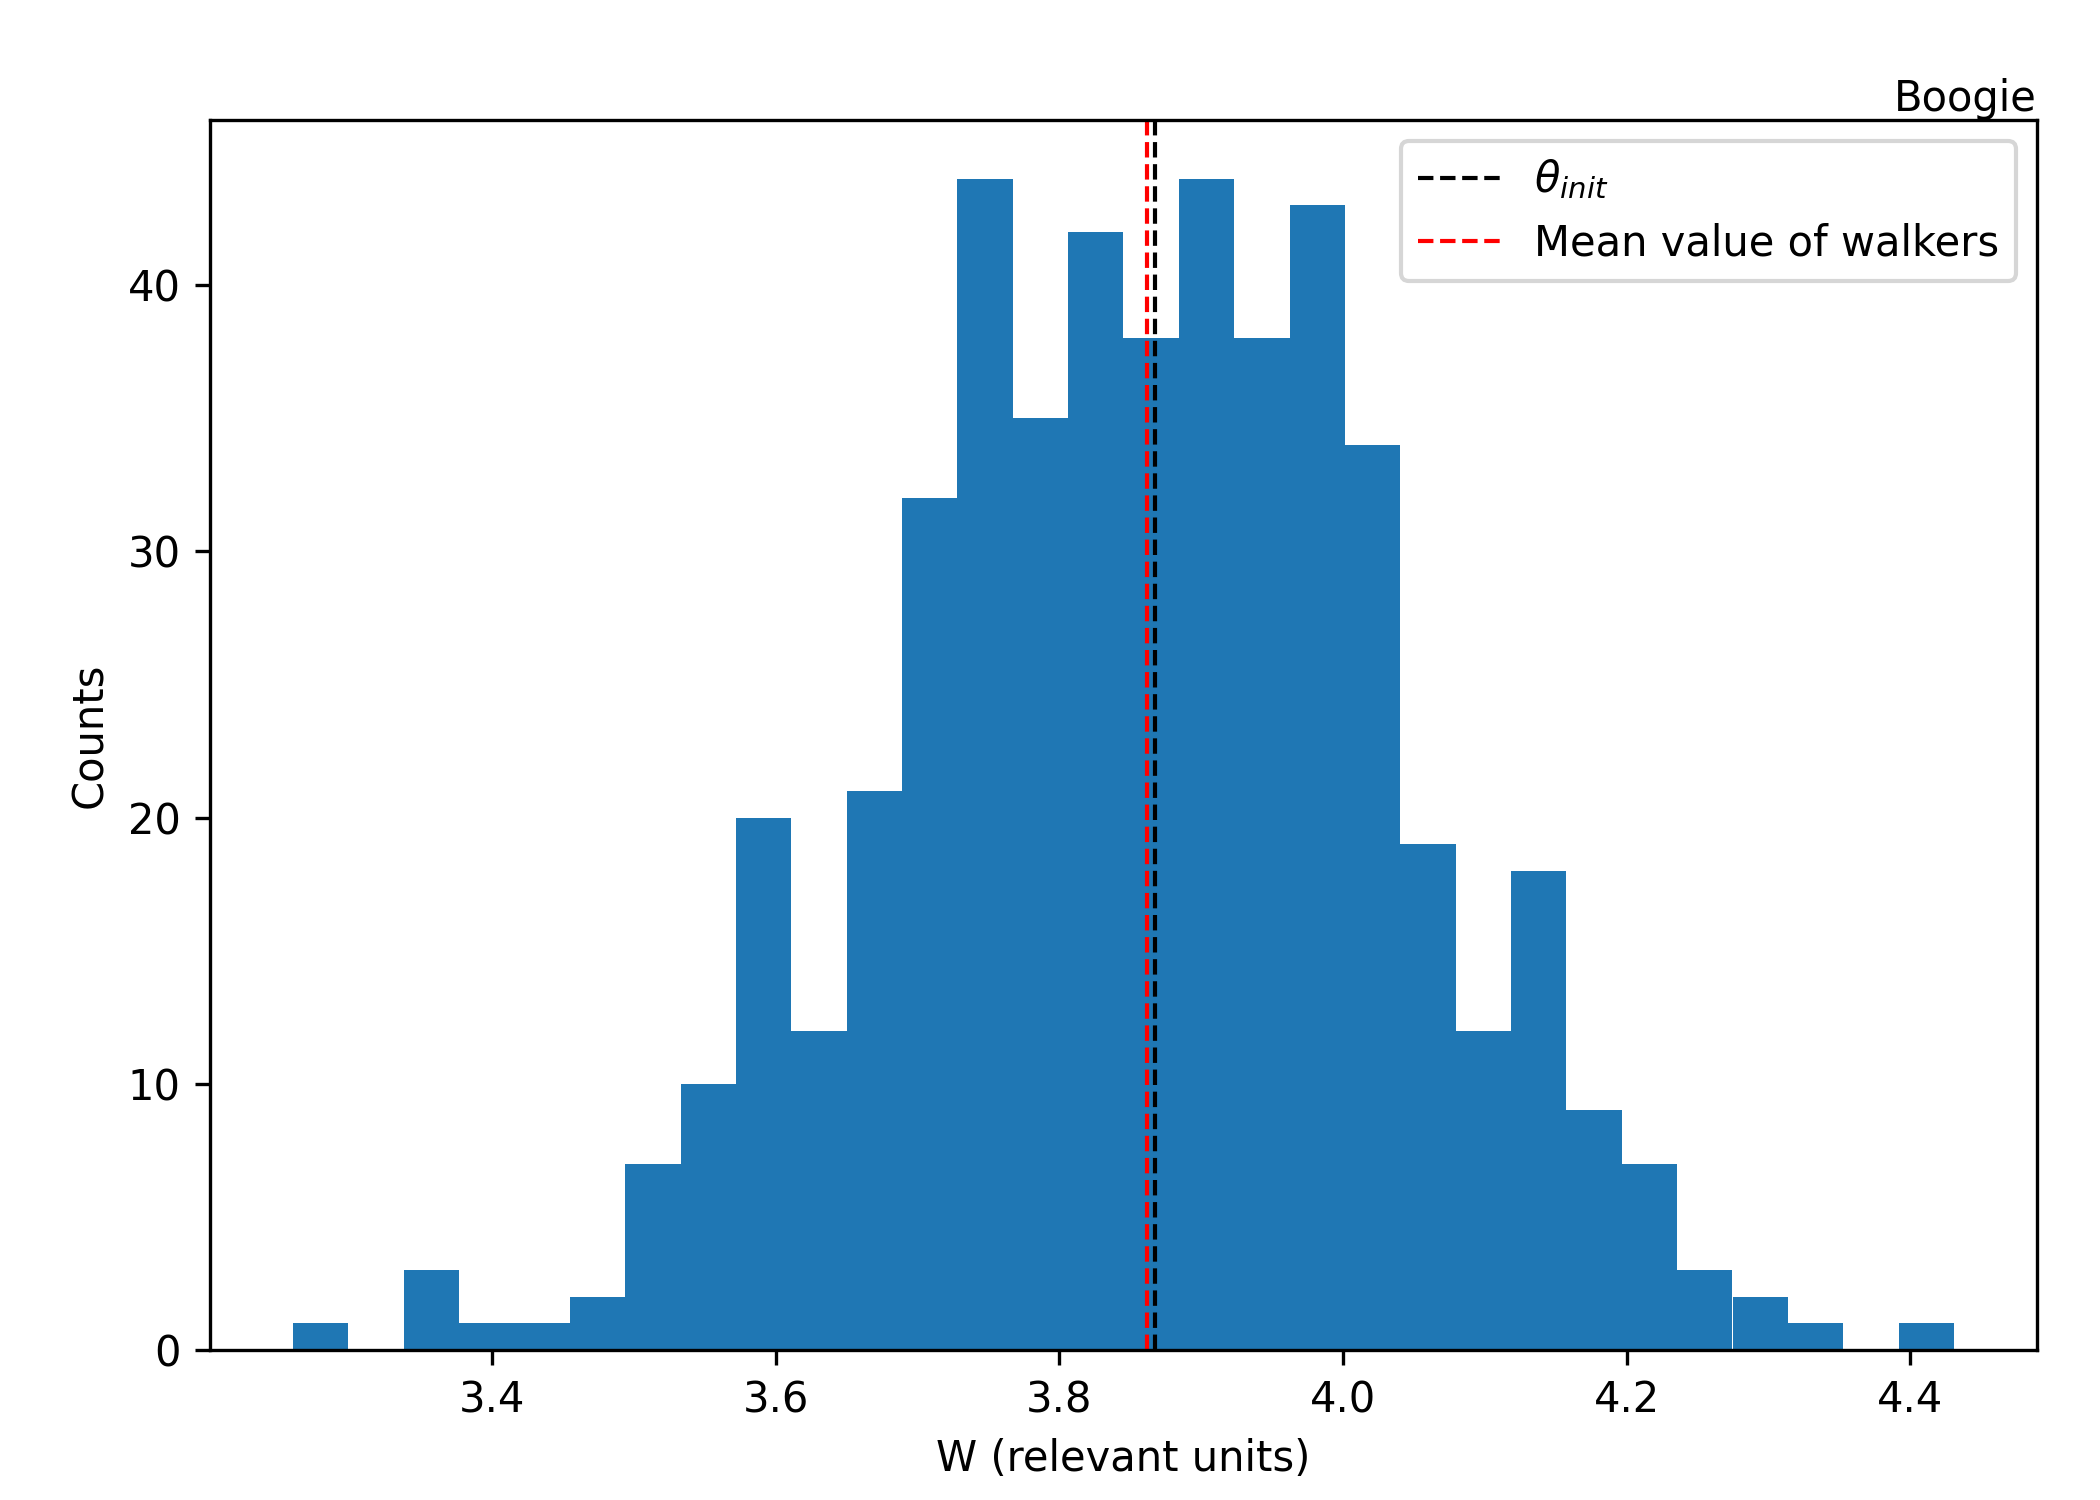 Boogie
θinit
Mean value of walkers
Counts
40
30
20
10
0
3.4 3.6 3.8 4.0 4.2 4.4
W (relevant units)